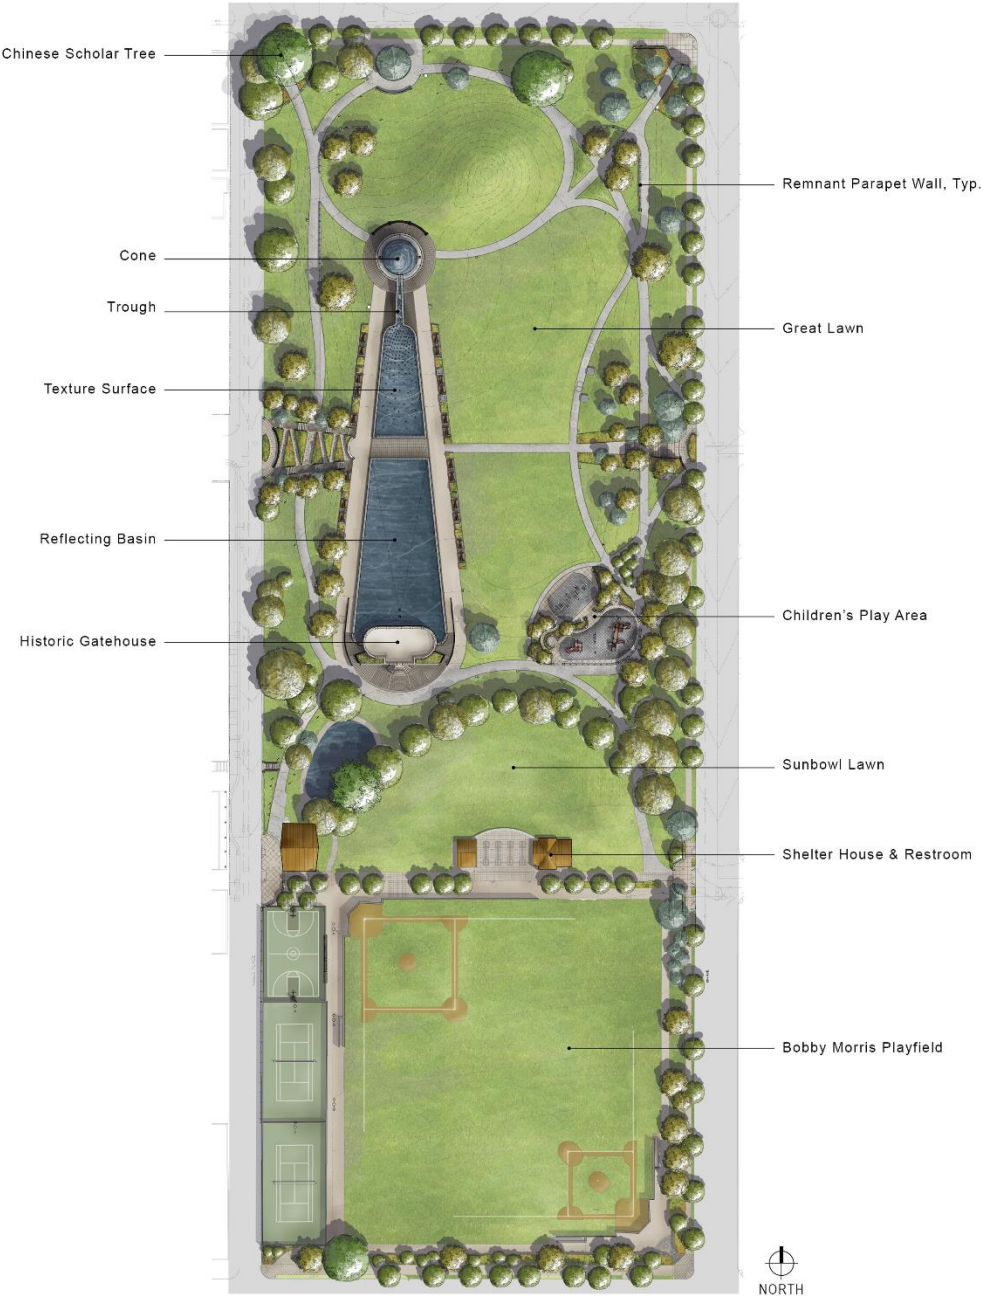 Chinese Scholar Tree
Remnant Parapet Wall, Typ.
Cone
Trough
Great Lawn
Texture Surface
Reflecting Basin
Children's Play Area
Historic Gatehouse
Sunbowl Lawn
Shelter House & Restroom
Bobby Morris Playfield
NORTH